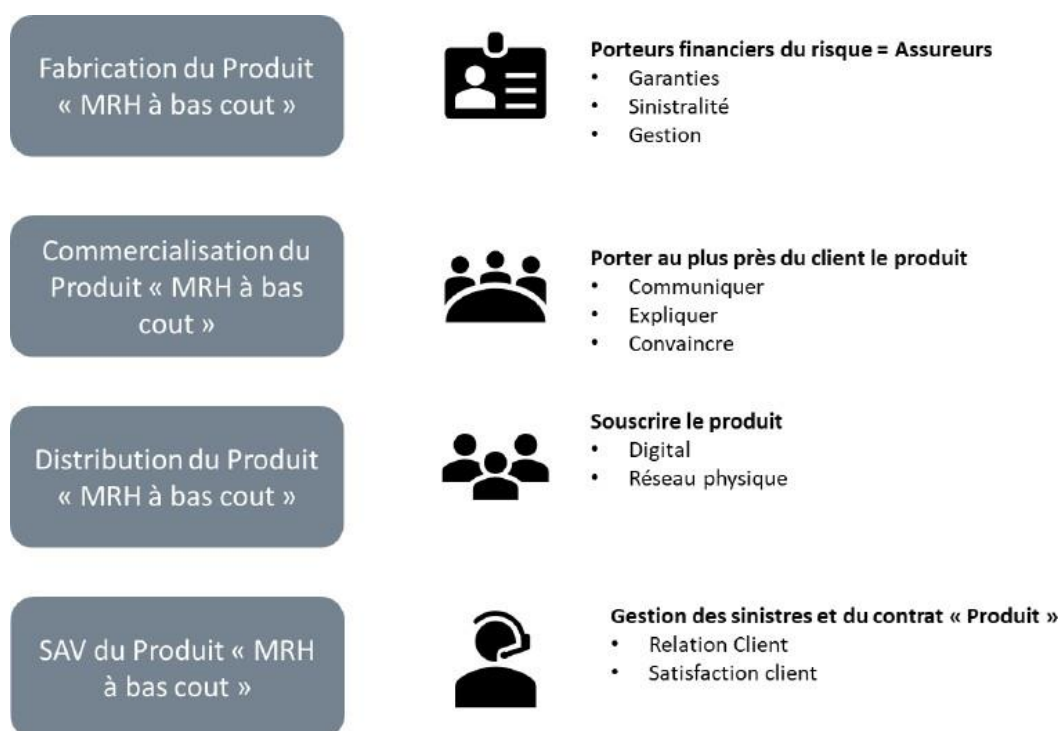 Fabrication du Produit
« MRH à bas cout »
Porteurs financiers du risque = Assureurs
• Garanties
• Sinistralité
• Gestion
Commercialisation du
Produit « MRH à bas
cout »
Porter au plus près du client le produit
• Communiquer
• Expliquer
• Convaincre
Distribution du Produit
« MRH à bas cout »
Souscrire le produit
• Digital
• Réseau physique
SAV du Produit « MRH
à bas cout »
Gestion des sinistres et du contrat « Produit »
• Relation Client
• Satisfaction client